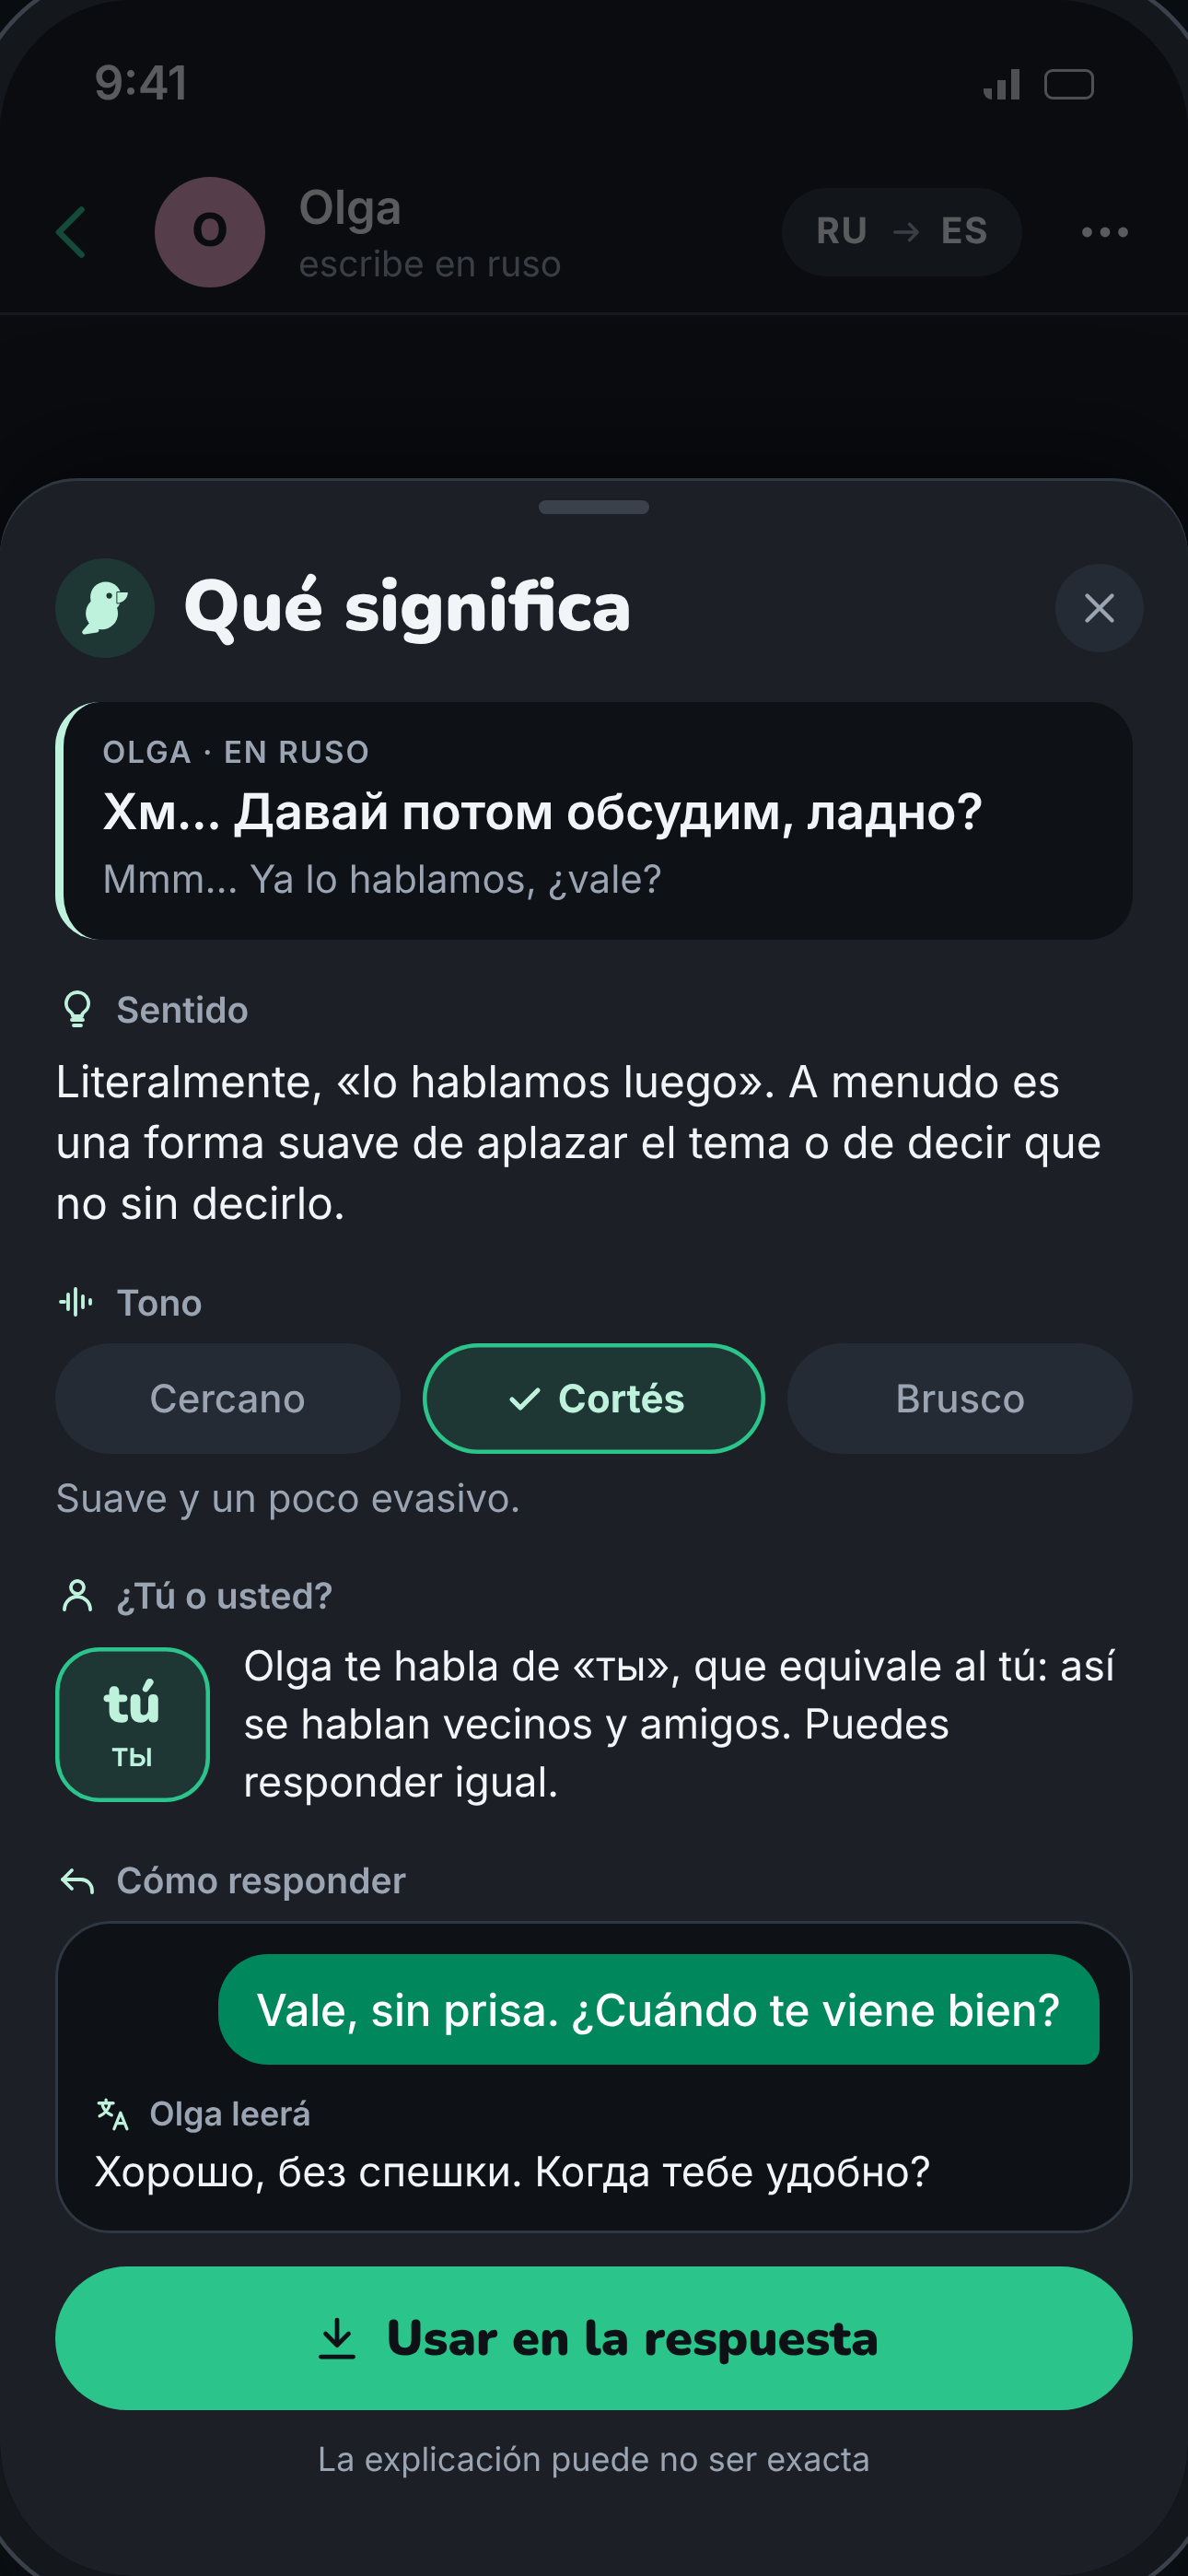 9:41
O
Olga
escribe en ruso
RU → ES
Qué significa
OLGA · EN RUSO
Хм… Давай потом обсудим, ладно?
Mmm… Ya lo hablamos, ¿vale?
Sentido
Literalmente, «lo hablamos luego». A menudo es
una forma suave de aplazar el tema o de decir que
no sin decirlo.
Tono
Cercano
Cortés
Brusco
Suave y un poco evasivo.
¿Tú o usted?
tú
ты
Olga te habla de «ты», que equivale al tú: así
se hablan vecinos y amigos. Puedes
responder igual.
Cómo responder
Vale, sin prisa. ¿Cuándo te viene bien?
Olga leerá
Хорошо, без спешки. Когда тебе удобно?
Usar en la respuesta
La explicación puede no ser exacta